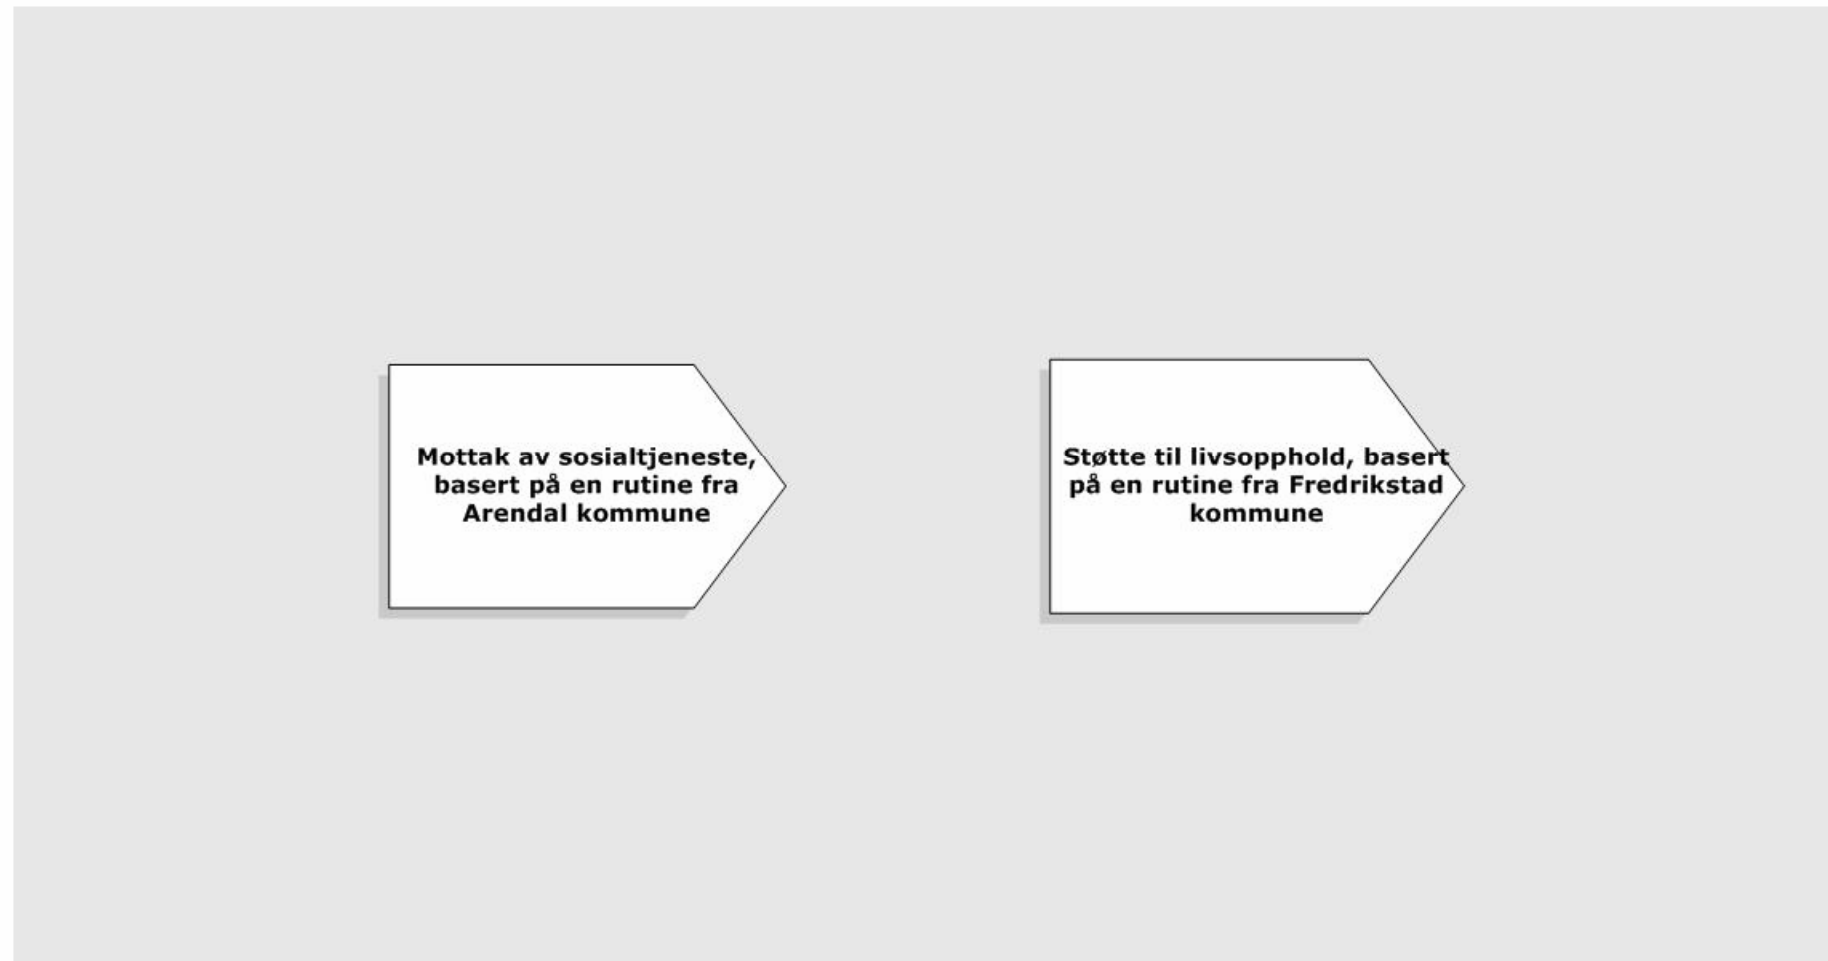 Mottak av sosialtjeneste,
basert på en rutine fra
Arendal kommune
Støtte til livsopphold, basert
på en rutine fra Fredrikstad
kommune